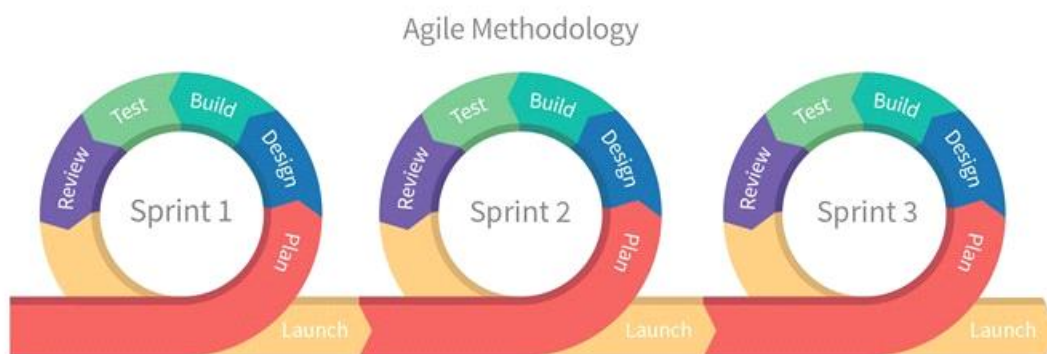 Agile Methodology
Test
Build
Review
Design
Sprint 1
Plan
Launch
Test
Build
Review
Design
Sprint 2
Plan
Launch
Test
Build
Review
Design
Sprint 3
Plan
Launch